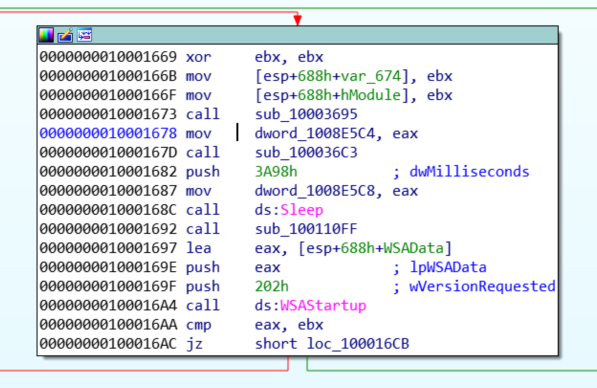 0000000010001669 xor ebx, ebx
000000001000166B mov [esp+688h+var_674], ebx
000000001000166F mov [esp+688h+hModule], ebx
0000000010001673 call sub_10003695
0000000010001678 mov dword_1008E5C4, eax
000000001000167D call sub_100036C3
0000000010001682 push 3A98h ; dwMilliseconds
0000000010001687 mov dword_1008E5C8, eax
000000001000168C call ds:Sleep
0000000010001692 call sub_100110FF
0000000010001697 lea eax, [esp+688h+WSAData]
000000001000169E push eax ; lpWSAData
000000001000169F push 202h ; wVersionRequested
00000000100016A4 call ds:WSAStartup
00000000100016AA cmp eax, ebx
00000000100016AC jz short loc_100016CB